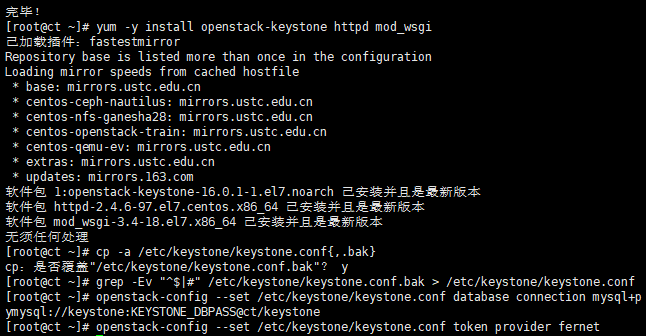 完毕！
[root@ct ~]# yum -y install openstack-keystone httpd mod_wsgi
已加载插件：fastestmirror
Repository base is listed more than once in the configuration
Loading mirror speeds from cached hostfile
 * base: mirrors.ustc.edu.cn
 * centos-ceph-nautilus: mirrors.ustc.edu.cn
 * centos-nfs-ganesha28: mirrors.ustc.edu.cn
 * centos-openstack-train: mirrors.ustc.edu.cn
 * centos-qemu-ev: mirrors.ustc.edu.cn
 * extras: mirrors.ustc.edu.cn
 * updates: mirrors.163.com
软件包 1:openstack-keystone-16.0.1-1.el7.noarch 已安装并且是最新版本
软件包 httpd-2.4.6-97.el7.centos.x86_64 已安装并且是最新版本
软件包 mod_wsgi-3.4-18.el7.x86_64 已安装并且是最新版本
无须任何处理
[root@ct ~]# cp -a /etc/keystone/keystone.conf{,.bak}
cp：是否覆盖"/etc/keystone/keystone.conf.bak"？ y
[root@ct ~]# grep -Ev "^$|#" /etc/keystone/keystone.conf.bak > /etc/keystone/keystone.conf
[root@ct ~]# openstack-config --set /etc/keystone/keystone.conf database connection mysql+p
ymysql://keystone:KEYSTONE_DBPASS@ct/keystone
[root@ct ~]# openstack-config --set /etc/keystone/keystone.conf token provider fernet